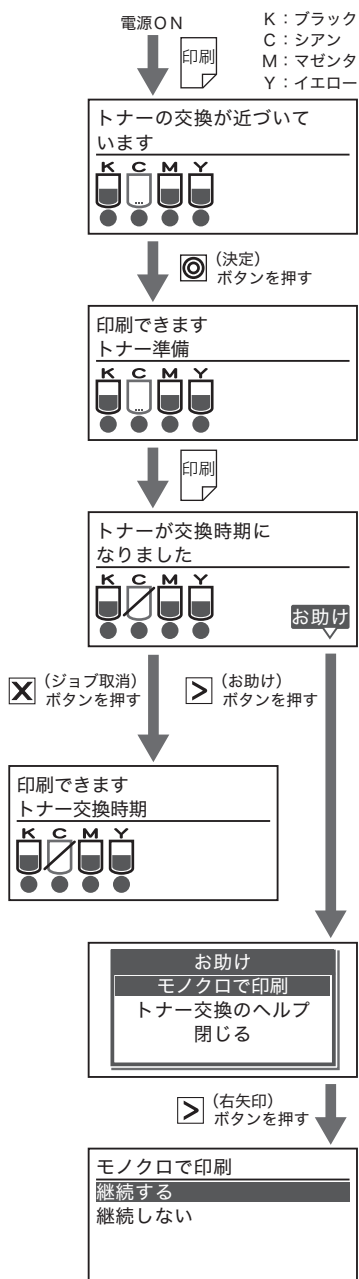 電源ON
印刷
K：ブラック
C：シアン
M：マゼンタ
Y：イエロー
トナーの交換が近づいて
います
K C M Y
（決定）
ボタンを押す
印刷できます
トナー準備
K C M Y
印刷
トナーが交換時期に
なりました
K C M Y
お助け
（ジョブ取消）
ボタンを押す
（お助け）
ボタンを押す
印刷できます
トナー交換時期
K C M Y
お助け
モノクロで印刷
トナー交換のヘルプ
閉じる
（右矢印）
ボタンを押す
モノクロで印刷
継続する
継続しない